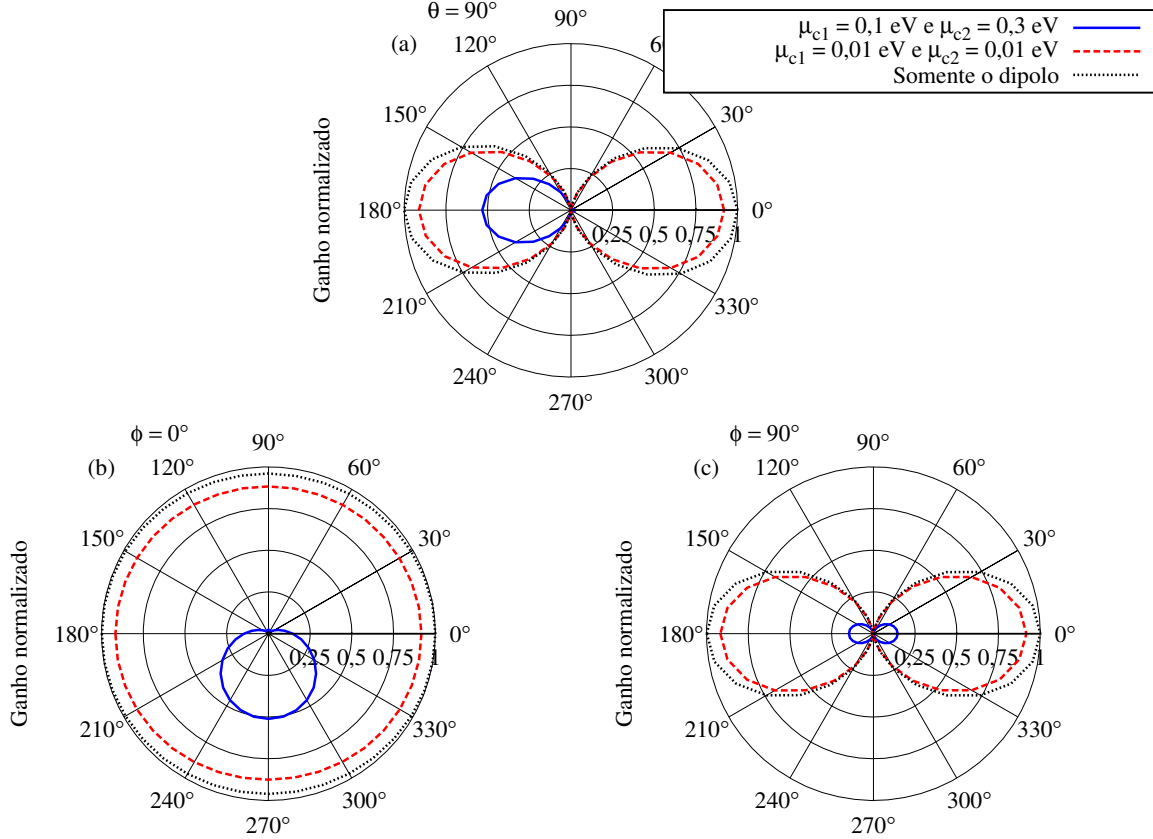 θ = 90°
(a)
μc1 = 0,1 eV e μc2 = 0,3 eV
μc1 = 0,01 eV e μc2 = 0,01 eV
Somente o dipolo
90°
120°
150°
30°
180°
0°
0,25 0,5 0,75 1
210°
330°
240°
300°
270°
Ganho normalizado
φ = 0°
(b)
90°
120°
60°
150°
30°
180°
0°
0,25 0,5 0,75 1
210°
330°
240°
300°
270°
Ganho normalizado
φ = 90°
(c)
90°
120°
60°
150°
30°
180°
0°
0,25 0,5 0,75 1
210°
330°
240°
300°
270°
Ganho normalizado